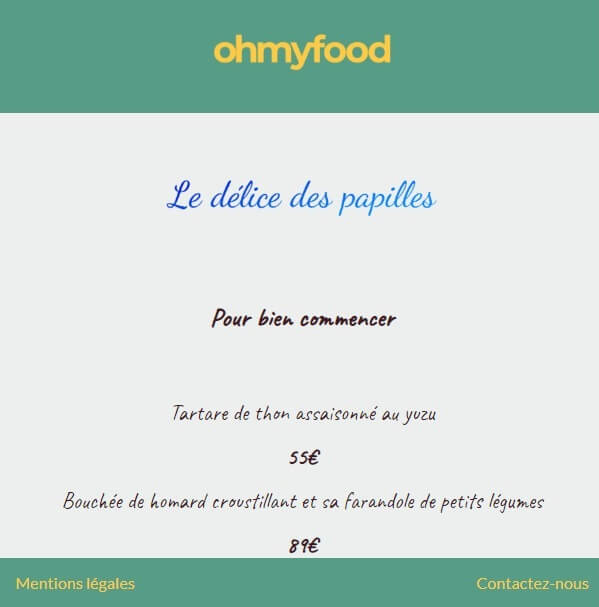 ohmyfood
Le délice des papilles
Pour bien commencer
Tartare de thon assaisonné au yuzu
55€
Bouchée de homard croustillant et sa farandole de petits légumes
89€
Mentions légales
Contactez-nous